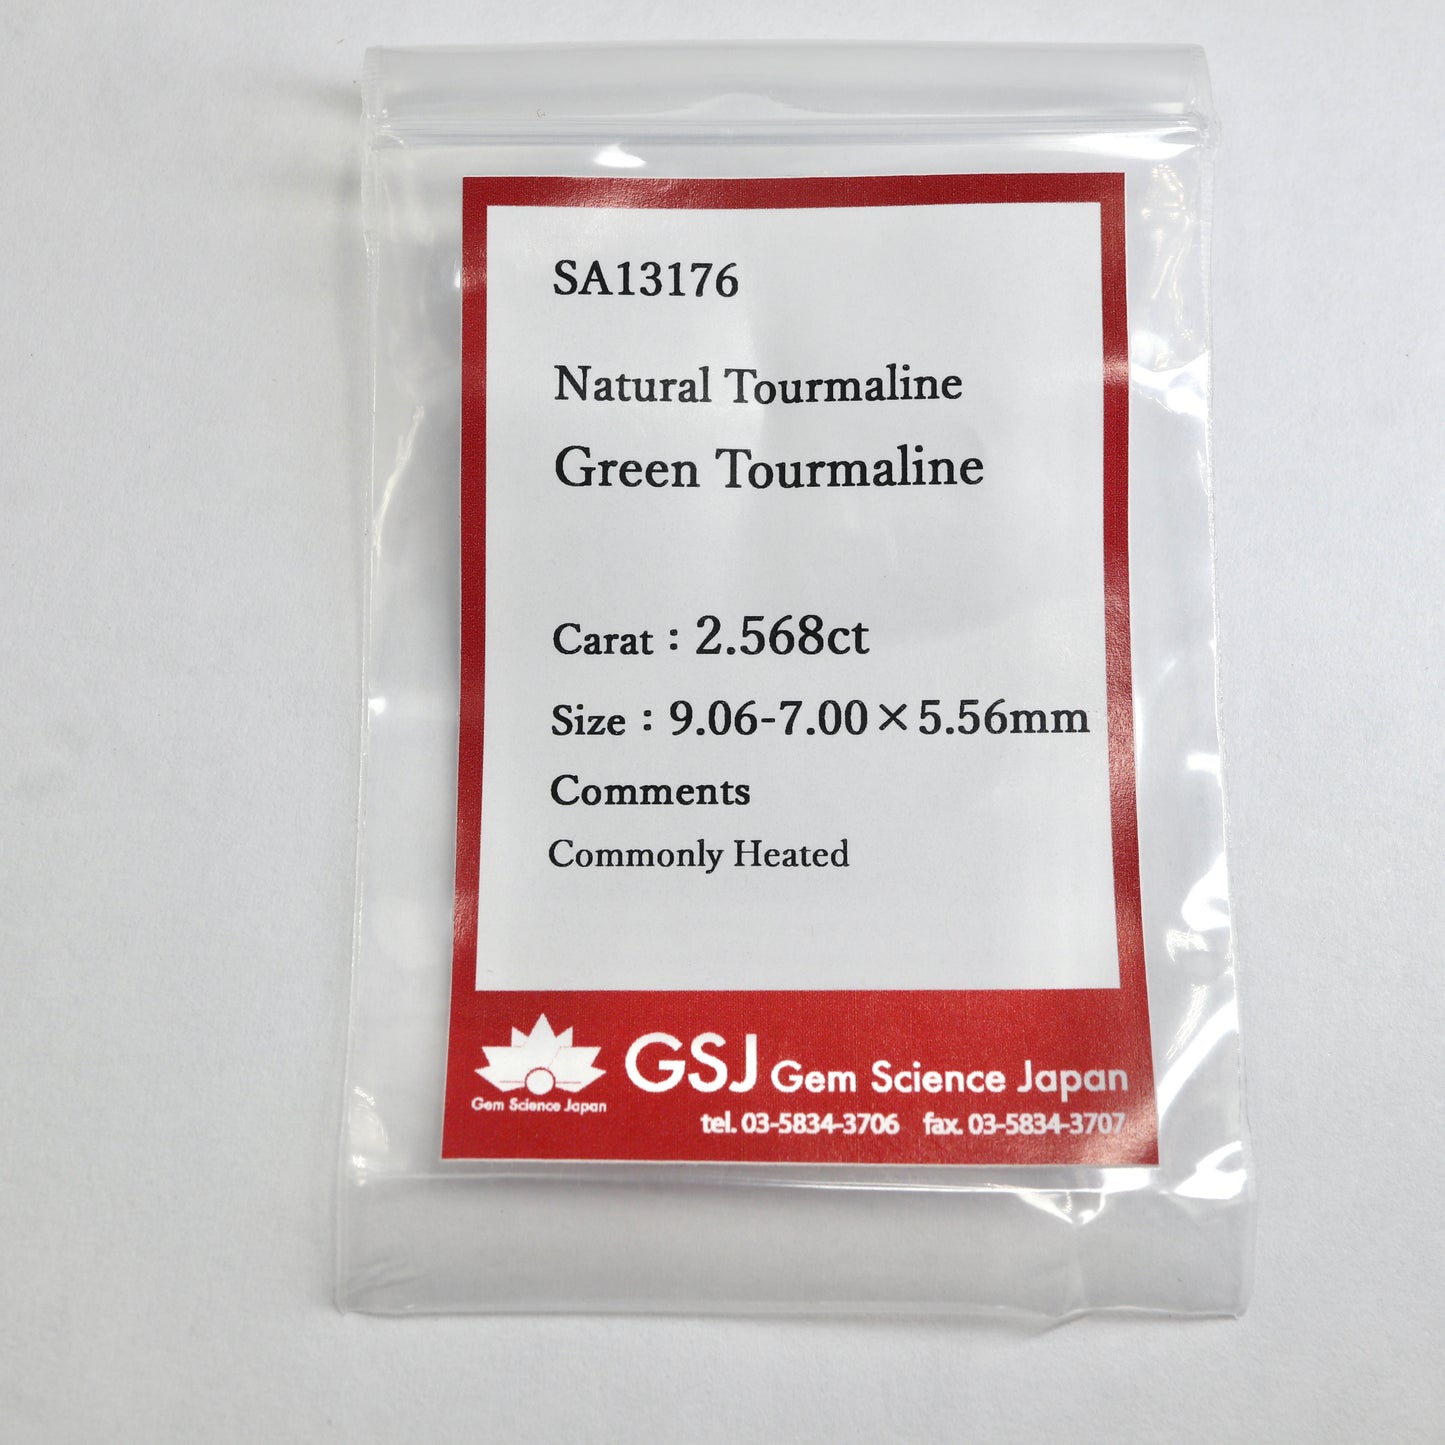 SA13176
Natural Tourmaline
Green Tourmaline
Carat：2.568ct
Size：9.06-7.00×5.56mm
Comments
Commonly Heated
GSJ Gem Science Japan
Gem Science Japan
tel. 03-5834-3706 fax. 03-5834-3707